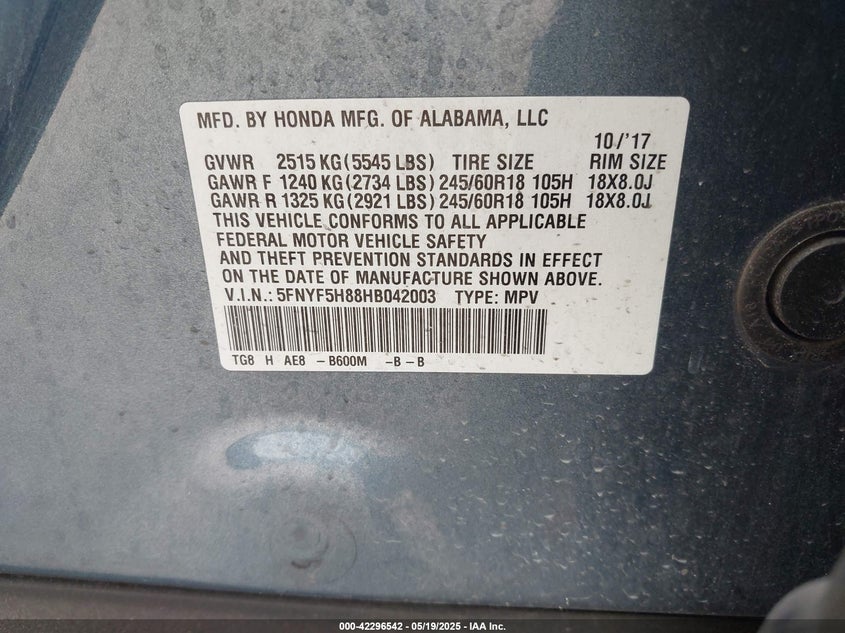 MFD. BY HONDA MFG. OF ALABAMA, LLC
10/'17
GVWR 2515 KG (5545 LBS) TIRE SIZE RIM SIZE
GAWR F 1240 KG (2734 LBS) 245/60R18 105H 18X8.0J
GAWR R 1325 KG (2921 LBS) 245/60R18 105H 18X8.0J
THIS VEHICLE CONFORMS TO ALL APPLICABLE
FEDERAL MOTOR VEHICLE SAFETY
AND THEFT PREVENTION STANDARDS IN EFFECT
ON THE DATE OF MANUFACTURE SHOWN ABOVE.
V.I.N.: 5FNYF5H88HB042003 TYPE: MPV
TG8 H AE8 -B600M -B-B
000-42296542 - 05/19/2025 - IAA Inc.